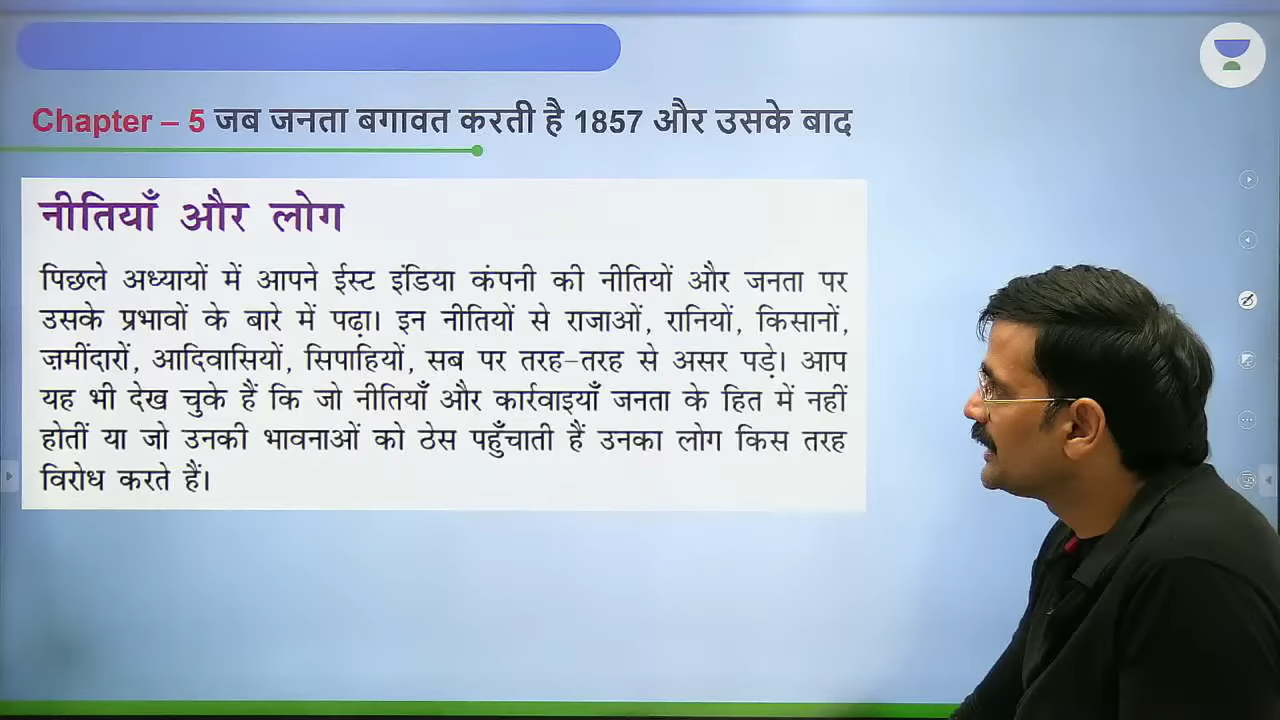 Chapter – 5 जब जनता बगावत करती है 1857 और उसके बाद
नीतियाँ और लोग
पिछले अध्यायों में आपने ईस्ट इंडिया कंपनी की नीतियों और जनता पर
उसके प्रभावों के बारे में पढ़ा। इन नीतियों से राजाओं, रानियों, किसानों,
ज़मींदारों, आदिवासियों, सिपाहियों, सब पर तरह-तरह से असर पड़े। आप
यह भी देख चुके हैं कि जो नीतियाँ और कार्रवाइयाँ जनता के हित में नहीं
होतीं या जो उनकी भावनाओं को ठेस पहुँचाती हैं उनका लोग किस तरह
विरोध करते हैं।